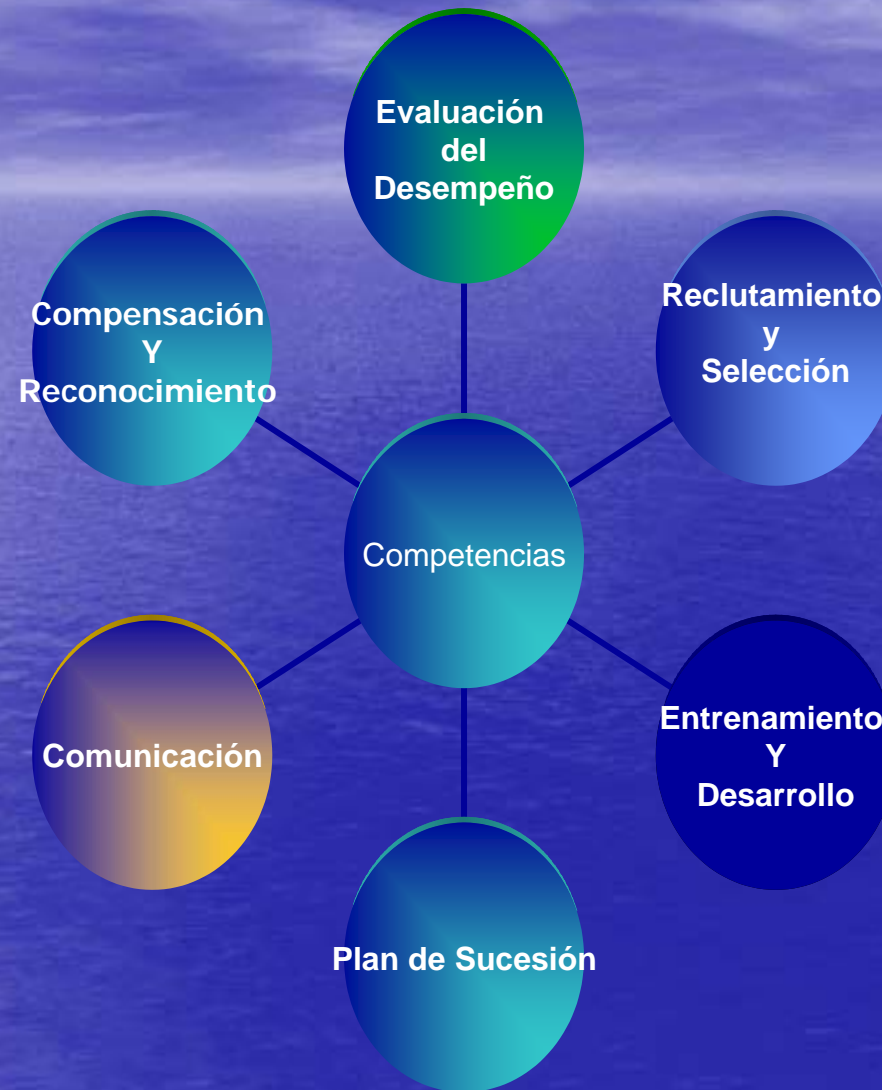 Evaluación
del
Desempeño
Compensación
Y
Reconocimiento
Reclutamiento
y
Selección
Competencias
Comunicación
Entrenamiento
Y
Desarrollo
Plan de Sucesión